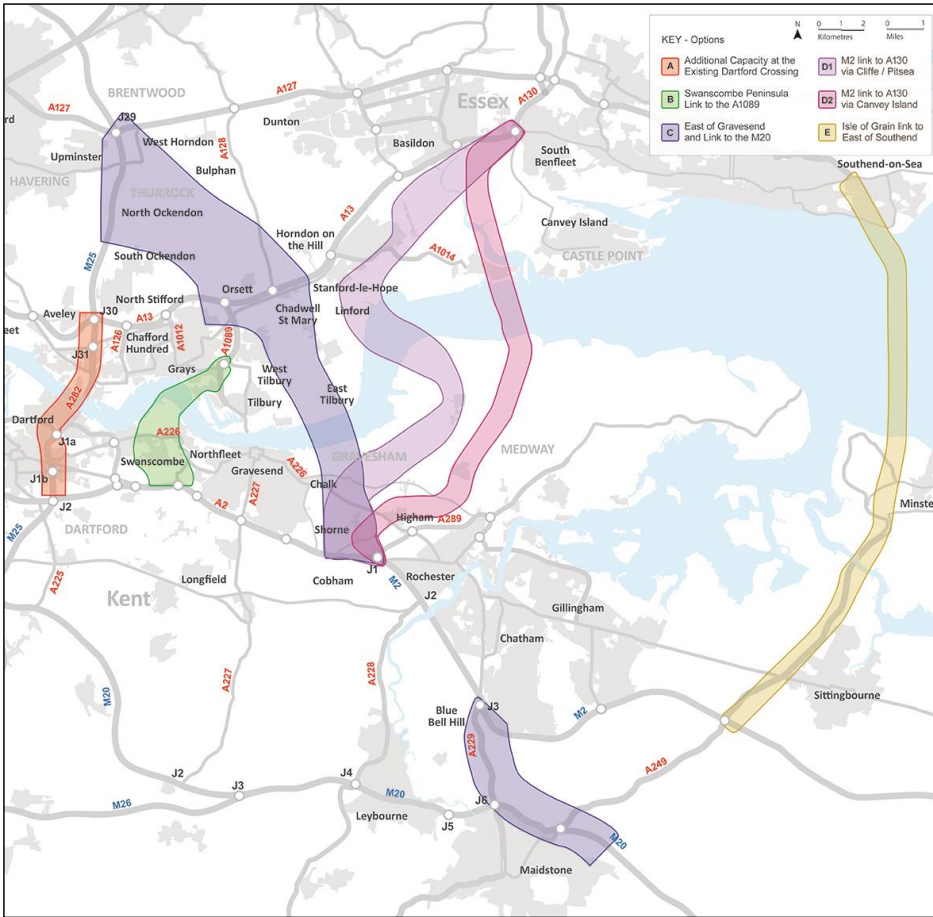 N
0 1 2
Kilometres
0 1
Miles
KEY - Options
A Additional Capacity at the
Existing Dartford Crossing
B Swanscombe Peninsula
Link to the A1089
C East of Gravesend
and Link to the M20
D1 M2 link to A130
via Cliffe / Pitsea
D2 M2 link to A130
via Canvey Island
E Isle of Grain link to
East of Southend
BRENTWOOD
A127
A127
A130
Essex
J29
Dunton
A128
West Horndon
Basildon
South
Benfleet
Upminster
Bulphan
Southend-on-Sea
HAVERING
THURROCK
North Ockendon
A13
Canvey Island
Horndon on
the Hill
A1014
CASTLE POINT
M25
South Ockendon
Stanford-le-Hope
Orsett
North Stifford
Linford
Chadwell
St Mary
Aveley
J30
A13
A126
A1012
A1089
Chafford
Hundred
J31
Grays
West
Tilbury
A282
East
Tilbury
Tilbury
Dartford
A226
J1a
MEDWAY
Northfleet
GRAVESHAM
Swanscombe
Gravesend
A226
J1b
Chalk
A227
A2
J2
Minste
Higham
A289
DARTFORD
Shorne
M25
J1
Cobham
M2
Rochester
A225
Longfield
J2
Kent
Gillingham
Chatham
A228
A227
M20
Sittingbourne
Blue
Bell Hill
J3
M2
A229
A249
J2
J3
J4
M20
M26
J6
Leybourne
J5
M20
Maidstone